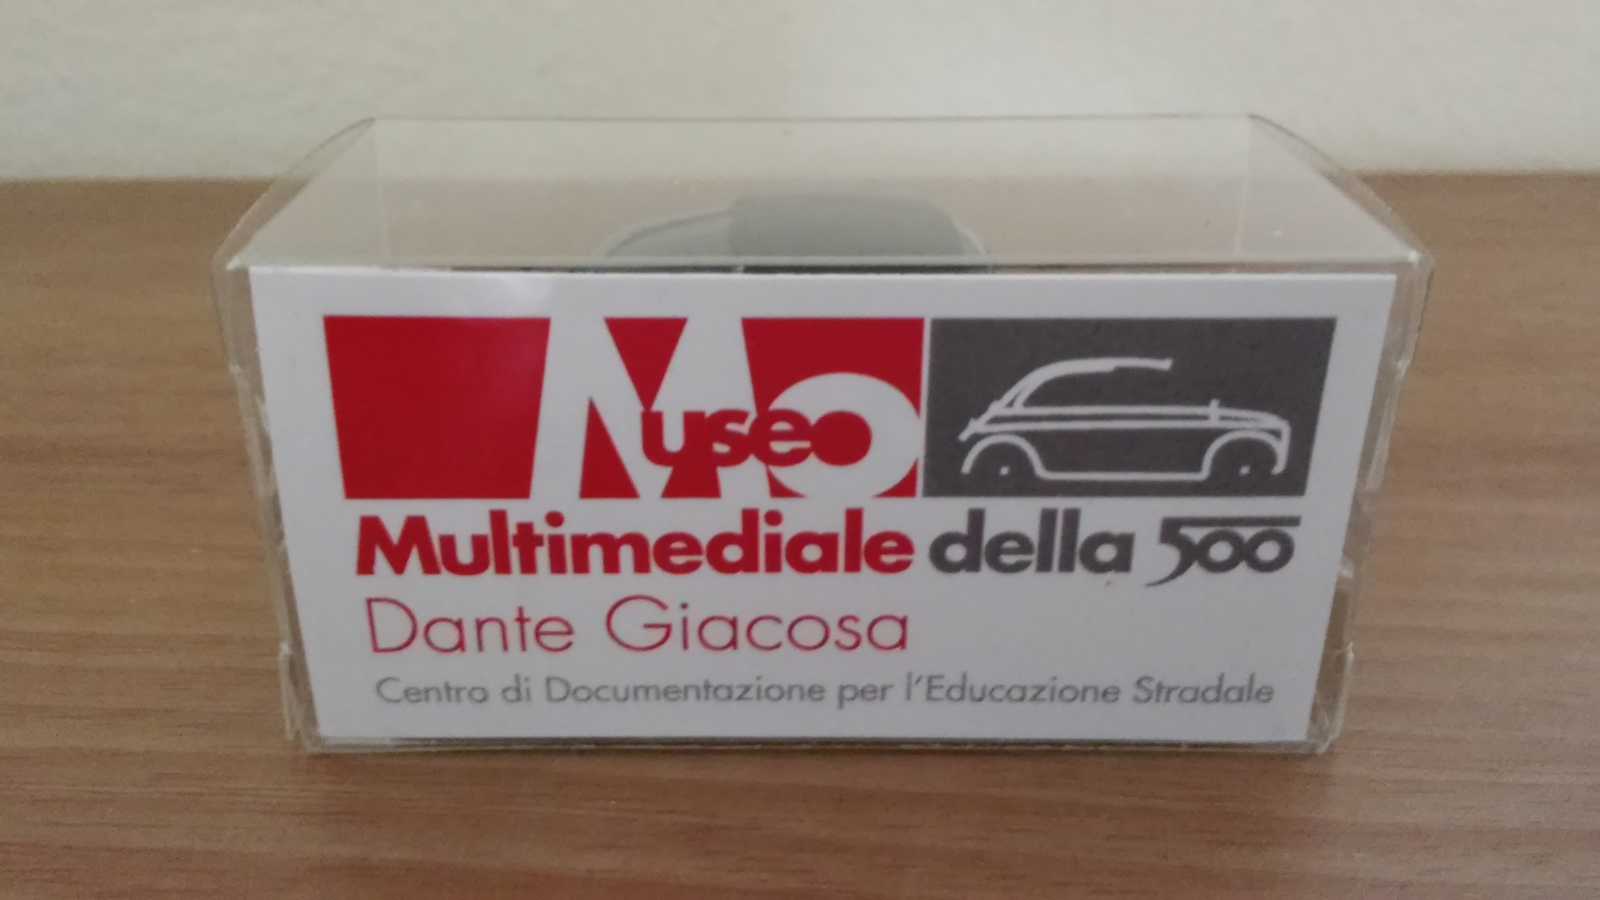 Museo
Multimediale della 500
Dante Giacosa
Centro di Documentazione per l'Educazione Stradale